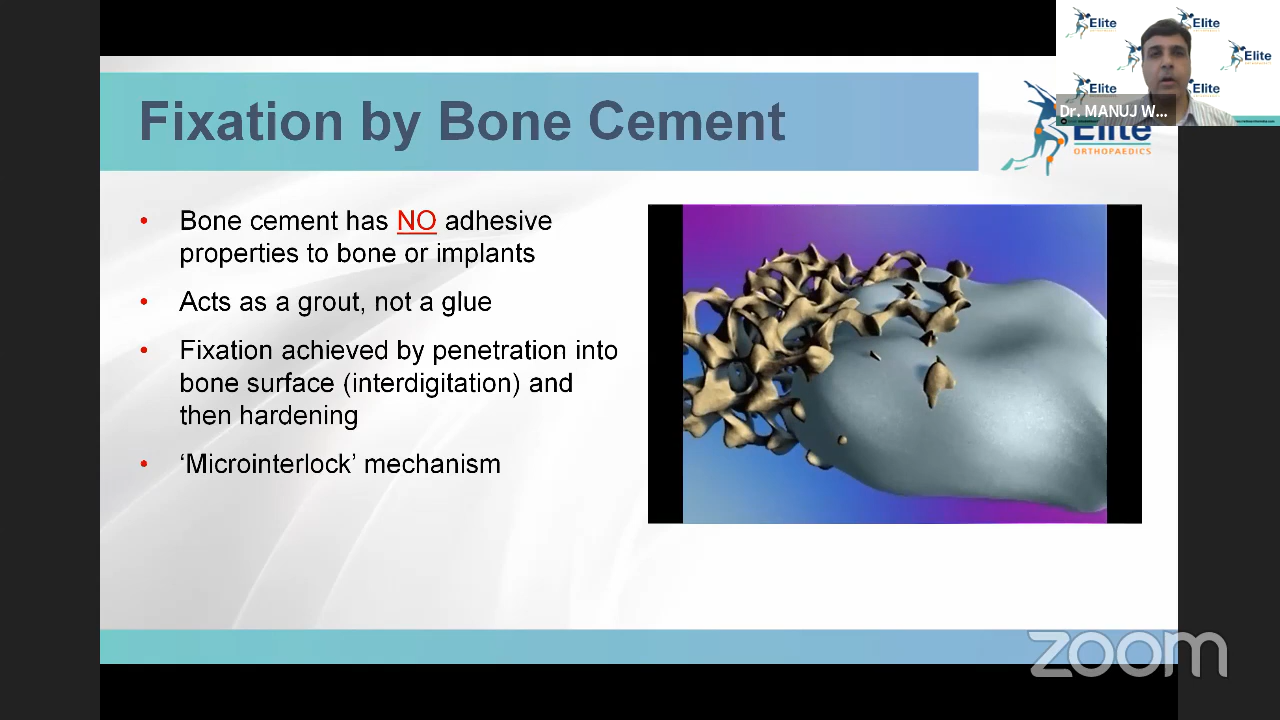 Elite
Elite
Elite
Elite
Elite
Dr. MANUJ W...
Fixation by Bone Cement
Elite
ORTHOPAEDICS
• Bone cement has NO adhesive
properties to bone or implants
• Acts as a grout, not a glue
• Fixation achieved by penetration into
bone surface (interdigitation) and
then hardening
• ‘Microinterlock’ mechanism
zoom